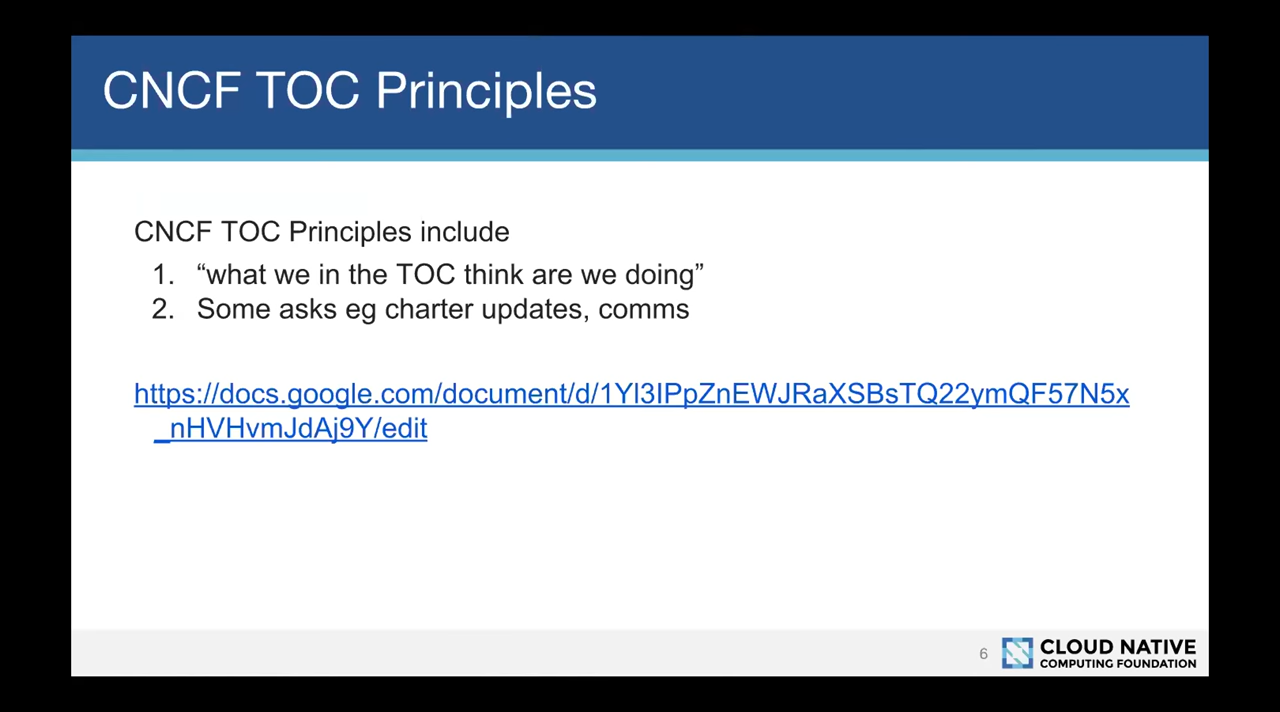 CNCF TOC Principles
CNCF TOC Principles include
1. “what we in the TOC think are we doing”
2. Some asks eg charter updates, comms
https://docs.google.com/document/d/1Yl3IPpZnEWJRaXSBsTQ22ymQF57N5x
_nHVHvmJdAj9Y/edit
6
CLOUD NATIVE
COMPUTING FOUNDATION